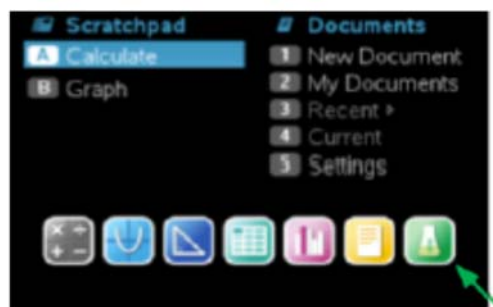 Scratchpad
A Calculate
B Graph
Documents
1 New Document
2 My Documents
3 Recent ▸
4 Current
5 Settings